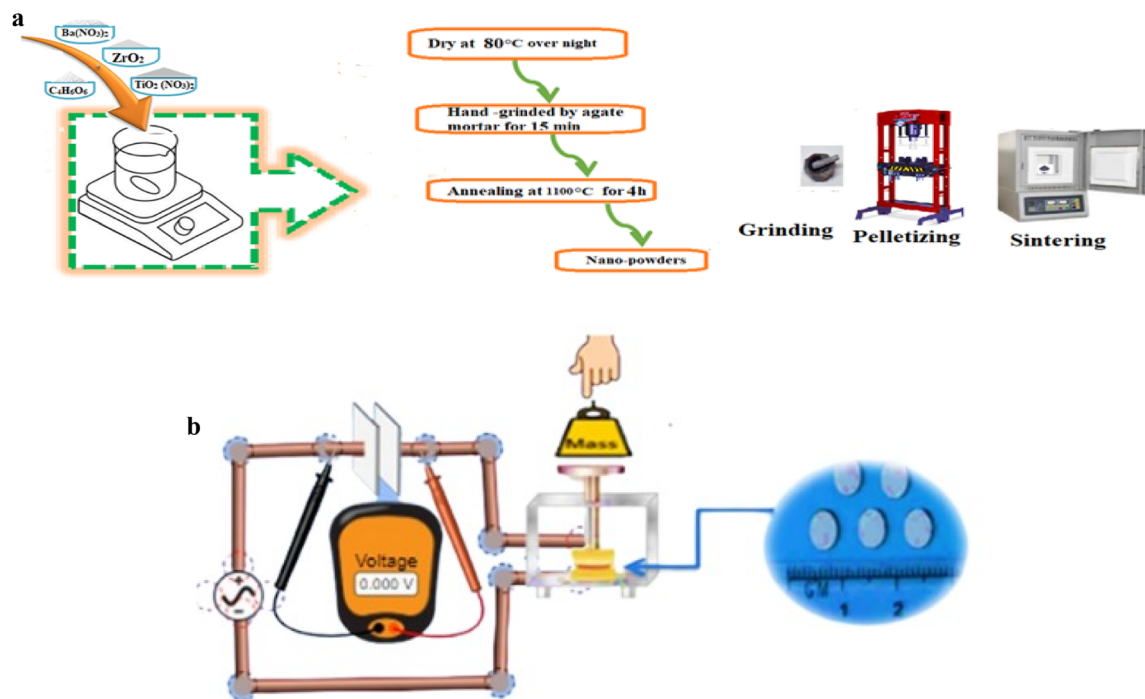 a
Ba(NO₃)₂
ZrO₂
C₄H₆O₆
TiO₂ (NO₃)₂
Dry at 80°C over night
Hand -grinded by agate
mortar for 15 min
Annealing at 1100°C for 4h
Nano-powders
Grinding
Pelletizing
Sintering
b
Mass
+
Voltage
0.000 V
−
CM
1
2